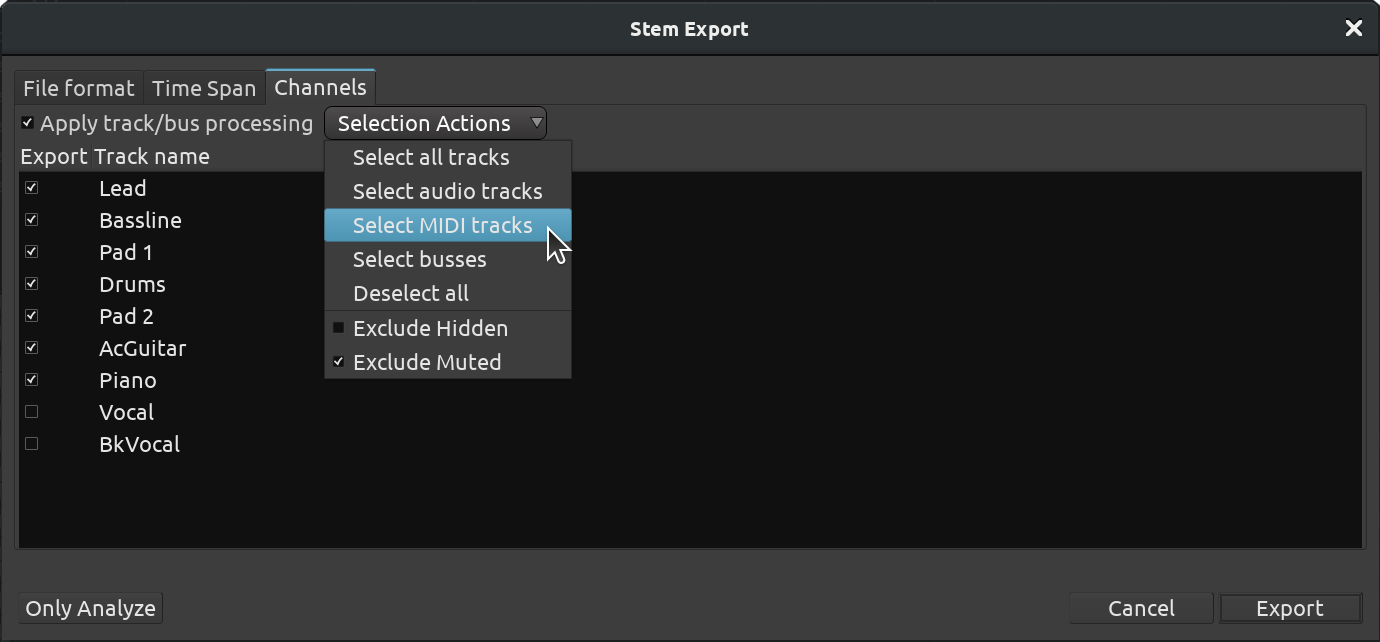 Stem Export
File format Time Span Channels
Apply track/bus processing Selection Actions
Export Track name
Select all tracks
Select audio tracks
Select MIDI tracks
Select busses
Deselect all
Exclude Hidden
Exclude Muted
Lead
Bassline
Pad 1
Drums
Pad 2
AcGuitar
Piano
Vocal
BkVocal
Only Analyze Cancel Export